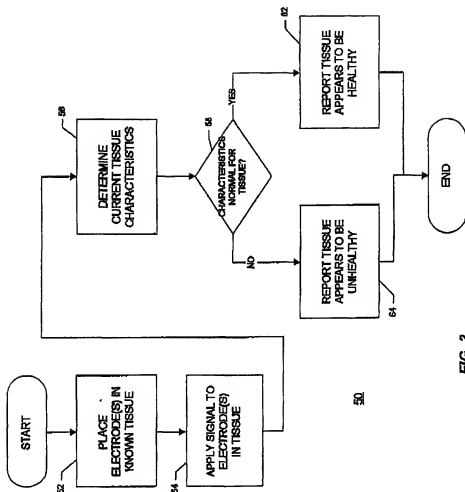 START
52
PLACE
ELECTRODE(S) IN
KNOWN TISSUE
54
APPLY SIGNAL TO
ELECTRODE(S)
IN TISSUE
56
DETERMINE
CURRENT TISSUE
CHARACTERISTICS
58
CHARACTERISTICS
NORMAL FOR
TISSUE?
YES
NO
62
REPORT TISSUE
APPEARS TO BE
HEALTHY
REPORT TISSUE
APPEARS TO BE
UNHEALTHY
64
END
50